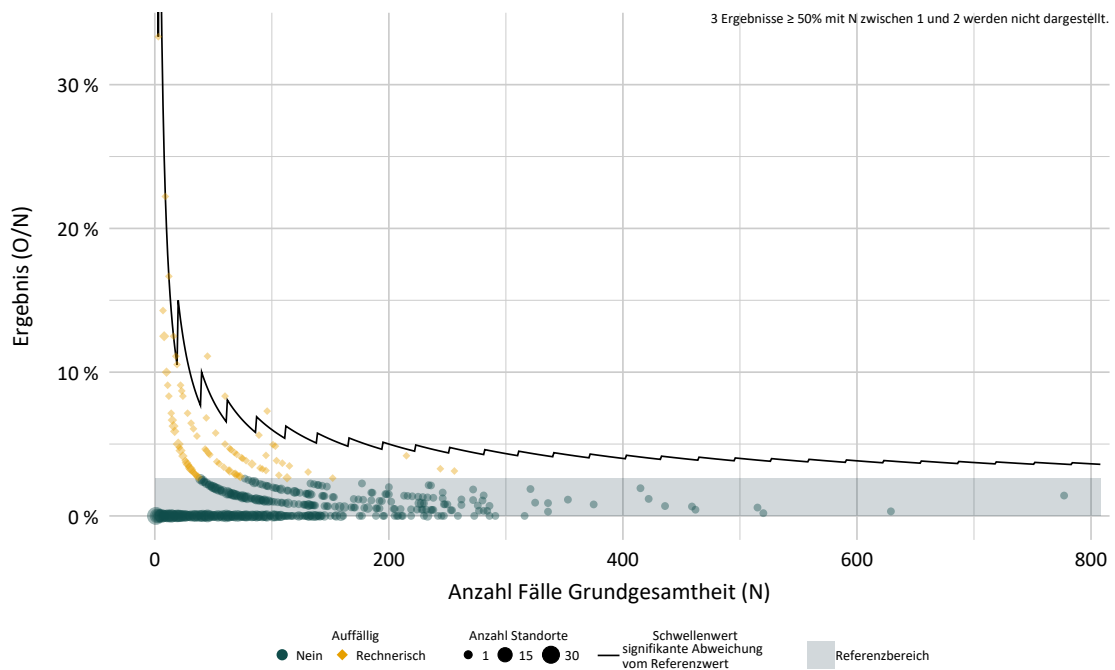 3 Ergebnisse ≥ 50% mit N zwischen 1 und 2 werden nicht dargestellt.
Ergebnis (O/N)
30 %
20 %
10 %
0 %
0
200
400
600
800
Anzahl Fälle Grundgesamtheit (N)
Auffällig
Nein
Rechnerisch
Anzahl Standorte
1
15
30
Schwellenwert
signifikante Abweichung
vom Referenzwert
Referenzbereich